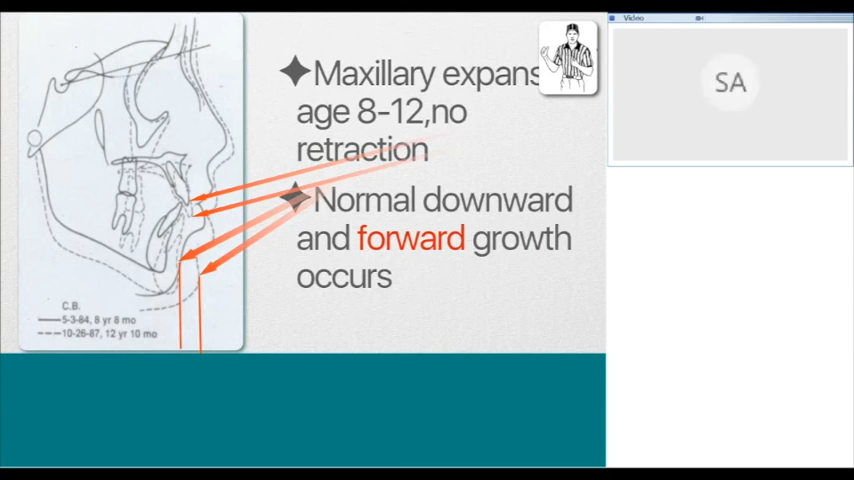 Maxillary expans
age 8-12,no
retraction
Normal downward
and forward growth
occurs
C.B.
5-3-84, 8 yr 8 mo
10-26-87, 12 yr 10 mo
Video
SA